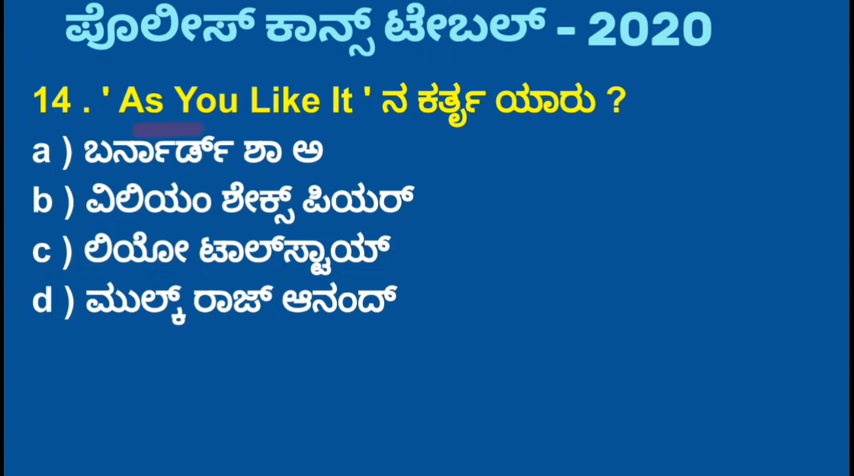 ಪೊಲೀಸ್ ಕಾನ್ಸ್ಟೇಬಲ್ - 2020
14 . ' As You Like It ' ನ ಕರ್ತೃ ಯಾರು ?
a ) ಬರ್ನಾರ್ಡ್ ಶಾ ಅ
b ) ವಿಲಿಯಂ ಶೇಕ್ಸ್ ಪಿಯರ್
c ) ಲಿಯೋ ಟಾಲ್‌ಸ್ಟಾಯ್
d ) ಮುಲ್ಕ್ ರಾಜ್ ಆನಂದ್